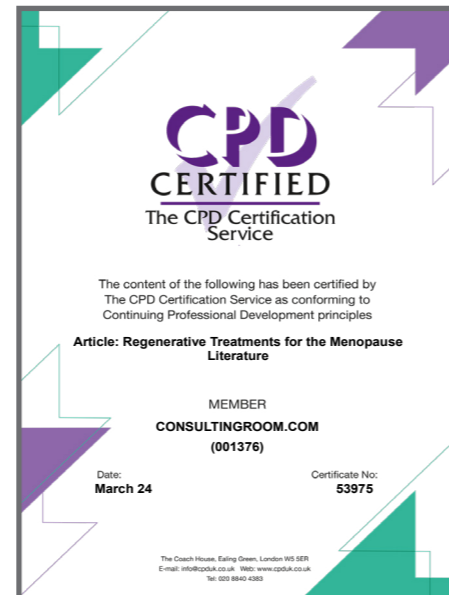 CPD
CERTIFIED
The CPD Certification
Service
The content of the following has been certified by
The CPD Certification Service as conforming to
Continuing Professional Development principles
Article: Regenerative Treatments for the Menopause
Literature
MEMBER
CONSULTINGROOM.COM
(001376)
Date:
March 24
Certificate No:
53975
The Coach House, Ealing Green, London W5 5ER
E-mail: info@cpduk.co.uk Web: www.cpduk.co.uk
Tel: 020 8840 4383